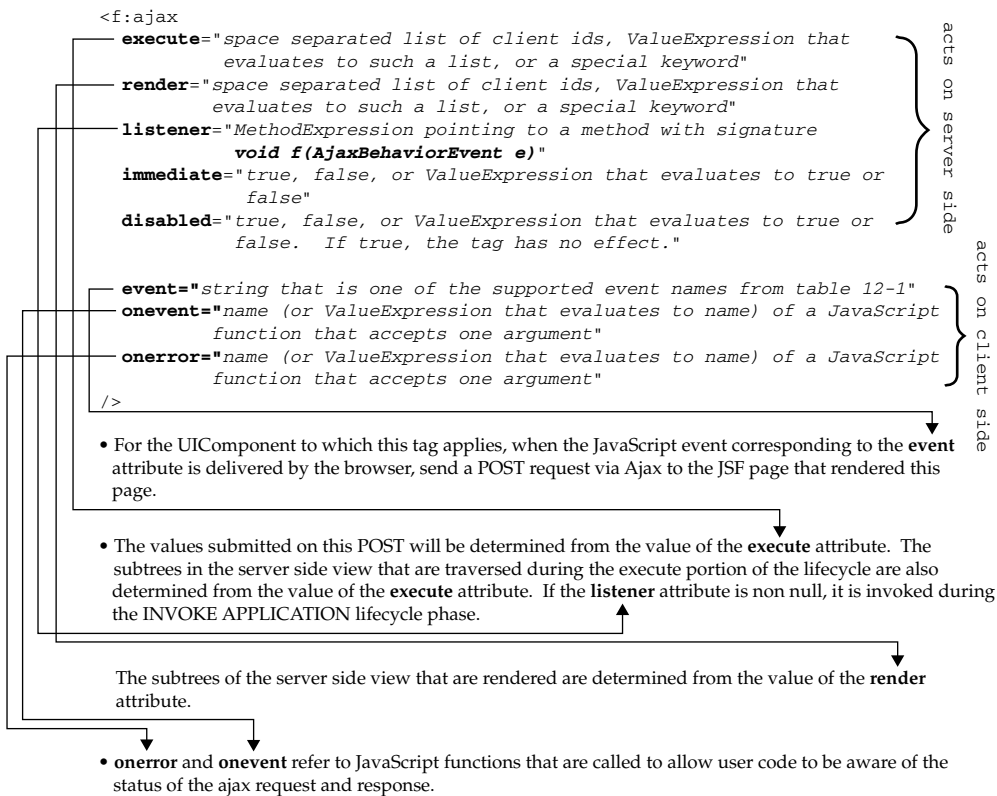 <f:ajax
execute="space separated list of client ids, ValueExpression that
evaluates to such a list, or a special keyword"
render="space separated list of client ids, ValueExpression that
evaluates to such a list, or a special keyword"
listener="MethodExpression pointing to a method with signature
void f(AjaxBehaviorEvent e)"
immediate="true, false, or ValueExpression that evaluates to true or
false"
disabled="true, false, or ValueExpression that evaluates to true or
false. If true, the tag has no effect."
acts on server side
event="string that is one of the supported event names from table 12-1"
onevent="name (or ValueExpression that evaluates to name) of a JavaScript
function that accepts one argument"
onerror="name (or ValueExpression that evaluates to name) of a JavaScript
function that accepts one argument"
/>
acts on client side
• For the UIComponent to which this tag applies, when the JavaScript event corresponding to the event
attribute is delivered by the browser, send a POST request via Ajax to the JSF page that rendered this
page.
• The values submitted on this POST will be determined from the value of the execute attribute. The
subtrees in the server side view that are traversed during the execute portion of the lifecycle are also
determined from the value of the execute attribute. If the listener attribute is non null, it is invoked during
the INVOKE APPLICATION lifecycle phase.
The subtrees of the server side view that are rendered are determined from the value of the render
attribute.
• onerror and onevent refer to JavaScript functions that are called to allow user code to be aware of the
status of the ajax request and response.